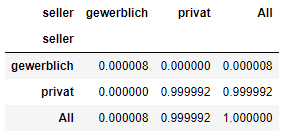 seller gewerblich privat All
seller
gewerblich 0.000008 0.000000 0.000008
privat 0.000000 0.999992 0.999992
All 0.000008 0.999992 1.000000